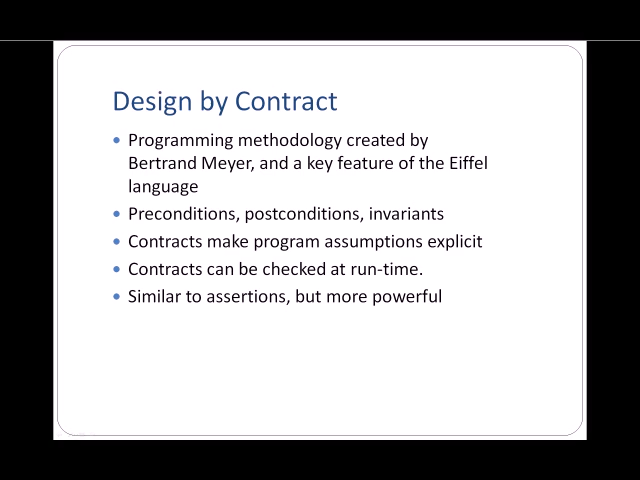 Design by Contract
• Programming methodology created by
Bertrand Meyer, and a key feature of the Eiffel
language
• Preconditions, postconditions, invariants
• Contracts make program assumptions explicit
• Contracts can be checked at run-time.
• Similar to assertions, but more powerful